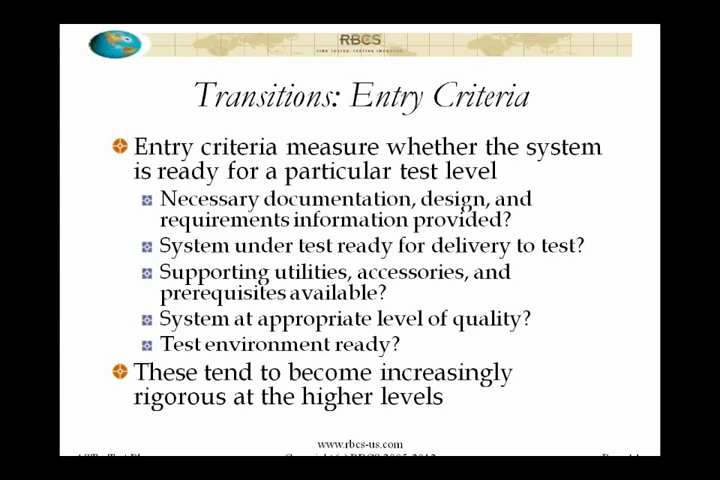 RBCS
Transitions: Entry Criteria
Entry criteria measure whether the system
is ready for a particular test level
Necessary documentation, design, and
requirements information provided?
System under test ready for delivery to test?
Supporting utilities, accessories, and
prerequisites available?
System at appropriate level of quality?
Test environment ready?
These tend to become increasingly
rigorous at the higher levels
www.rbcs-us.com